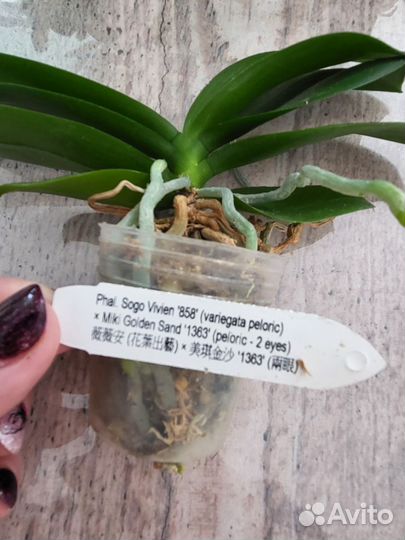 Phal. Sogo Vivien '858' (variegata peloric)
× Miki Golden Sand '1363' (peloric - 2 eyes)
薇薇安 (花葉出藝) × 美琪金沙 '1363' (兩眼)
Avito